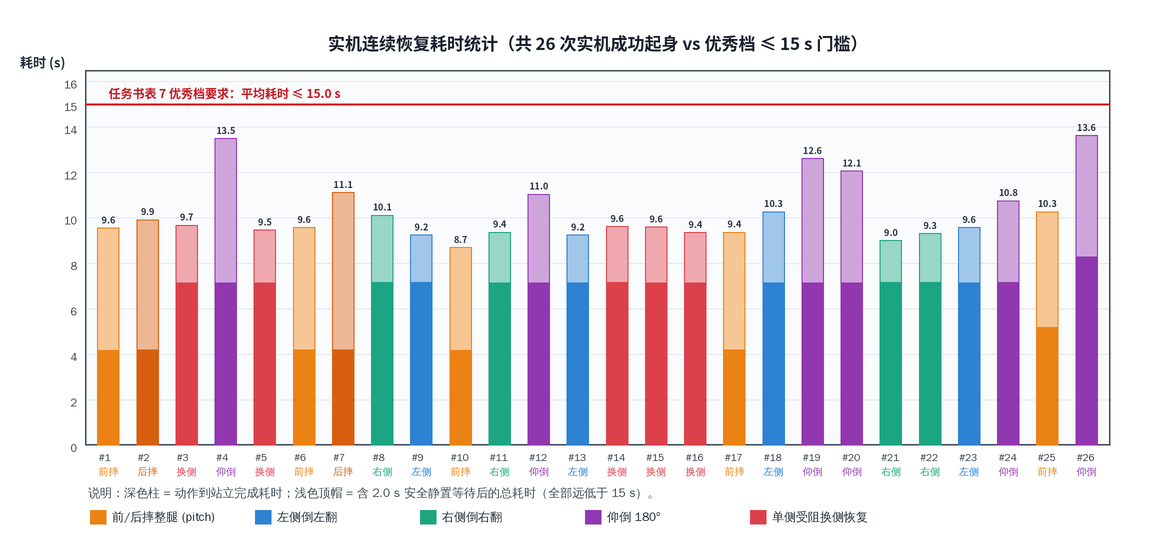 实机连续恢复耗时统计（共 26 次实机成功起身 vs 优秀档 ≤ 15 s 门槛）
耗时 (s)
16
任务书表 7 优秀档要求：平均耗时 ≤ 15.0 s
15
14
12
10
8
6
4
2
0
9.6 9.9 9.7 13.5 9.5 9.6 11.1 10.1 9.2 8.7 9.4 11.0 9.2 9.6 9.6 9.4 9.4 10.3 12.6 12.1 9.0 9.3 9.6 10.8 10.3 13.6
#1 #2 #3 #4 #5 #6 #7 #8 #9 #10 #11 #12 #13 #14 #15 #16 #17 #18 #19 #20 #21 #22 #23 #24 #25 #26
前摔 后摔 换侧 仰倒 换侧 前摔 后摔 右侧 左侧 前摔 右侧 仰倒 左侧 换侧 换侧 换侧 前摔 左侧 仰倒 仰倒 右侧 右侧 左侧 仰倒 前摔 仰倒
说明：深色柱 = 动作到站立完成耗时；浅色顶帽 = 含 2.0 s 安全静置等待后的总耗时（全部远低于 15 s）。
前/后摔整腿 (pitch) 左侧倒左翻 右侧倒右翻 仰倒 180° 单侧受阻换侧恢复